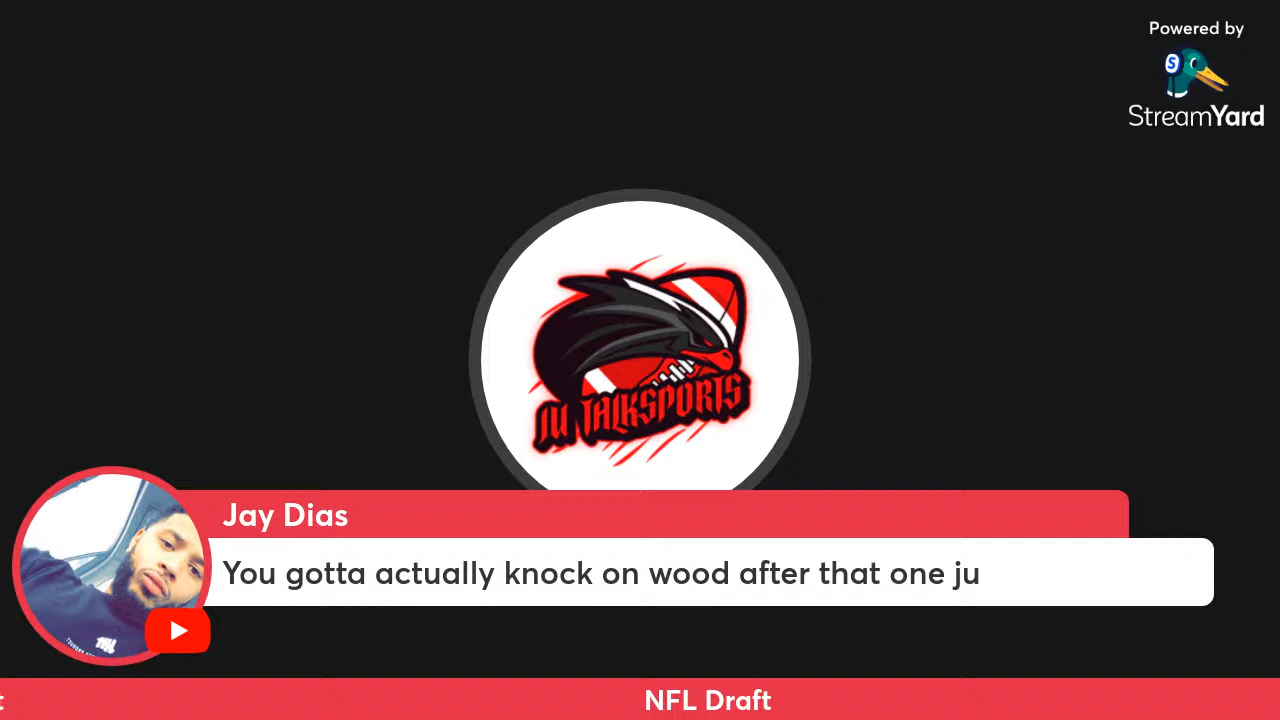 Powered by
S
StreamYard
JU TALKSPORTS
Jay Dias
You gotta actually knock on wood after that one ju
t
NFL Draft